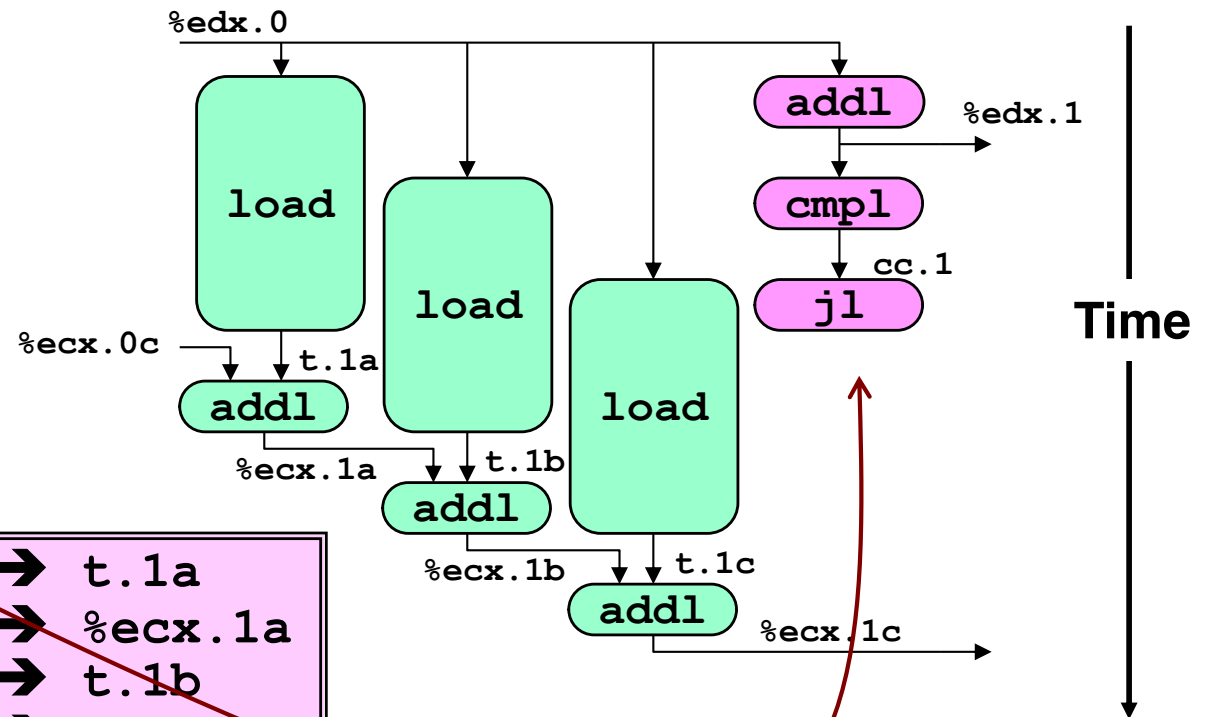 %edx.0
addl
%edx.1
load
cmpl
load
cc.1
jl
Time
%ecx.0c
t.1a
addl
load
%ecx.1a
t.1b
addl
%ecx.1b
t.1c
addl
%ecx.1c
➔ t.1a
➔ %ecx.1a
➔ t.1b